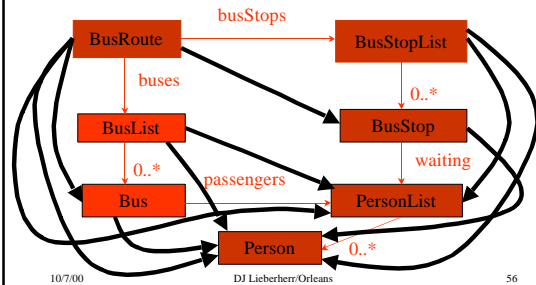 busStops
BusRoute
BusStopList
buses
0..*
BusList
BusStop
0..*
passengers
waiting
Bus
PersonList
Person
0..*
10/7/00
DJ Lieberherr/Orleans
56